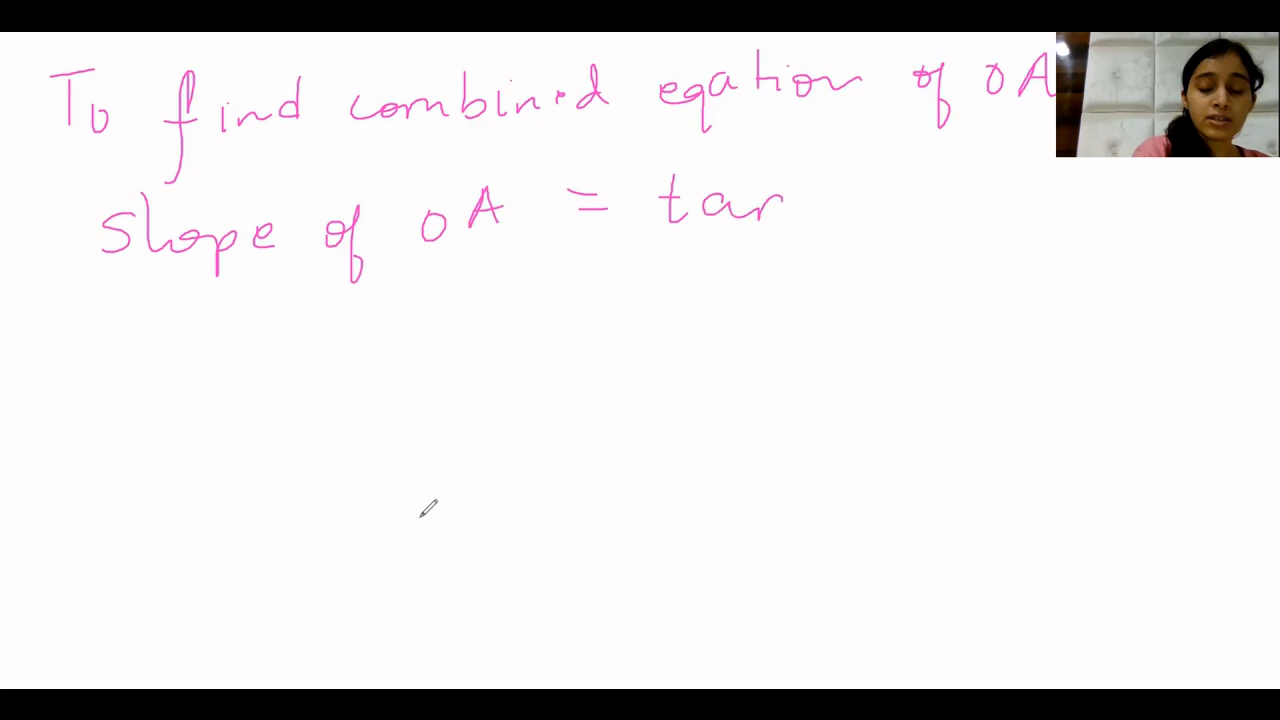 To find combined eqation of OA
Slope of OA = tan